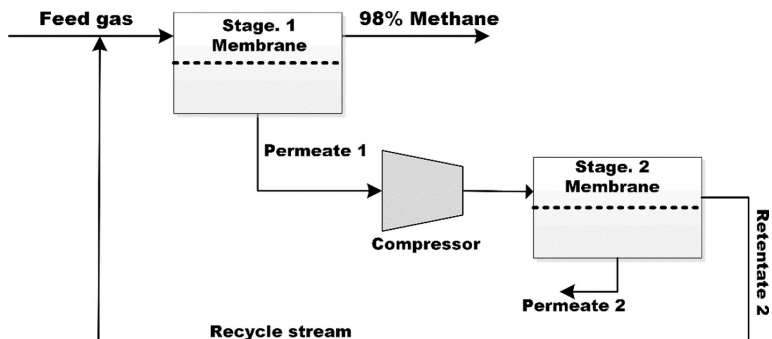 Feed gas
Stage. 1
Membrane
98% Methane
Permeate 1
Compressor
Stage. 2
Membrane
Retentate 2
Permeate 2
Recycle stream